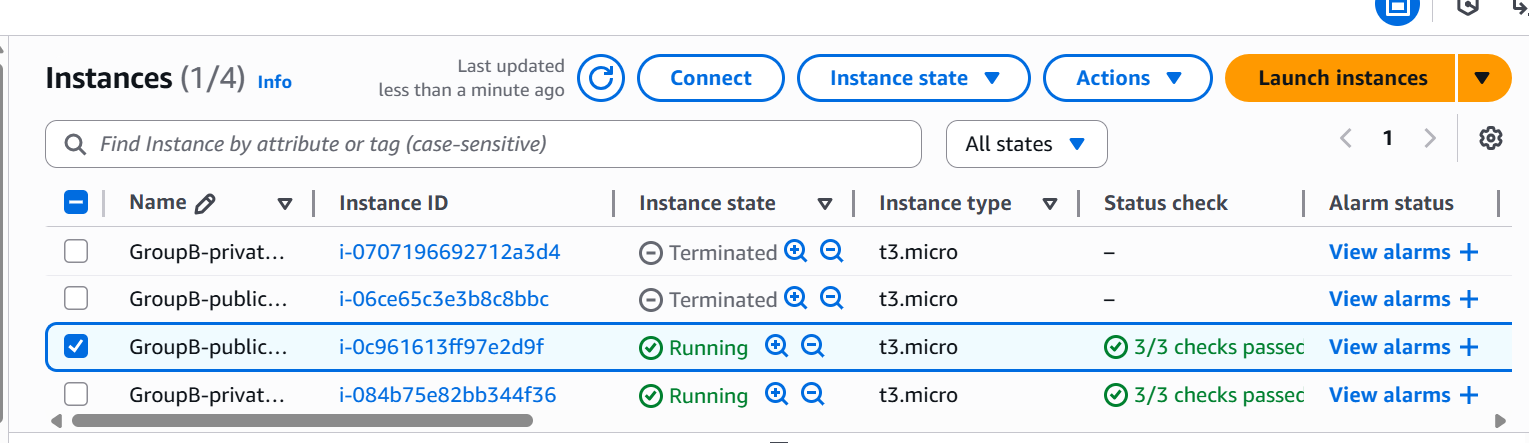 Instances (1/4) Info
Last updated
less than a minute ago
Connect
Instance state
Actions
Launch instances
Find Instance by attribute or tag (case-sensitive)
All states
1
Name Instance ID Instance state Instance type Status check Alarm status
GroupB-privat... i-0707196692712a3d4 Terminated t3.micro – View alarms +
GroupB-public... i-06ce65c3e3b8c8bbc Terminated t3.micro – View alarms +
GroupB-public... i-0c961613ff97e2d9f Running t3.micro 3/3 checks passed View alarms +
GroupB-privat... i-084b75e82bb344f36 Running t3.micro 3/3 checks passed View alarms +